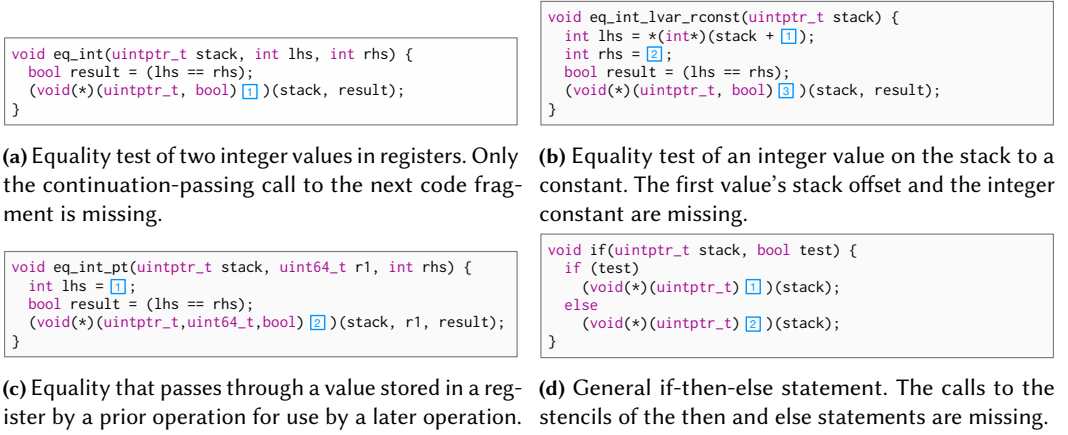 void eq_int(uintptr_t stack, int lhs, int rhs) {
  bool result = (lhs == rhs);
  (void(*)(uintptr_t, bool) 1 )(stack, result);
}
(a) Equality test of two integer values in registers. Only
the continuation-passing call to the next code frag-
ment is missing.
void eq_int_lvar_rconst(uintptr_t stack) {
  int lhs = *(int*)(stack + 1 );
  int rhs = 2 ;
  bool result = (lhs == rhs);
  (void(*)(uintptr_t, bool) 3 )(stack, result);
}
(b) Equality test of an integer value on the stack to a
constant. The first value's stack offset and the integer
constant are missing.
void eq_int_pt(uintptr_t stack, uint64_t r1, int rhs) {
  int lhs = 1 ;
  bool result = (lhs == rhs);
  (void(*)(uintptr_t,uint64_t,bool) 2 )(stack, r1, result);
}
(c) Equality that passes through a value stored in a reg-
ister by a prior operation for use by a later operation.
void if(uintptr_t stack, bool test) {
  if (test)
    (void(*)(uintptr_t) 1 )(stack);
  else
    (void(*)(uintptr_t) 2 )(stack);
}
(d) General if-then-else statement. The calls to the
stencils of the then and else statements are missing.